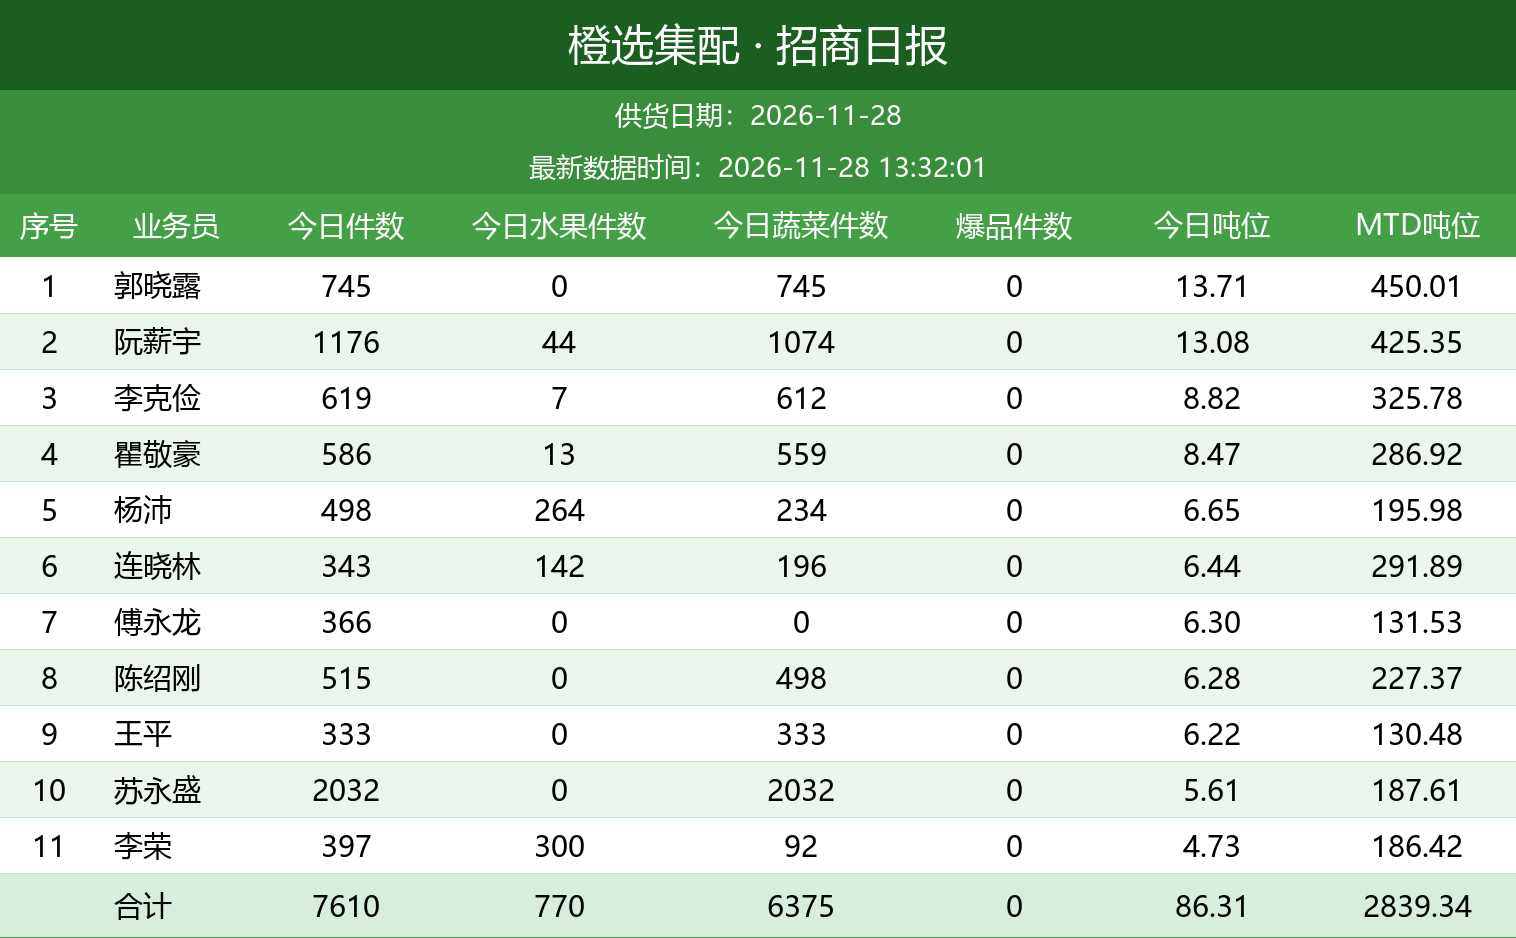 橙选集配 · 招商日报
供货日期：2026-11-28
最新数据时间：2026-11-28 13:32:01
序号 业务员 今日件数 今日水果件数 今日蔬菜件数 爆品件数 今日吨位 MTD吨位
1 郭晓露 745 0 745 0 13.71 450.01
2 阮薪宇 1176 44 1074 0 13.08 425.35
3 李克俭 619 7 612 0 8.82 325.78
4 瞿敬豪 586 13 559 0 8.47 286.92
5 杨沛 498 264 234 0 6.65 195.98
6 连晓林 343 142 196 0 6.44 291.89
7 傅永龙 366 0 0 0 6.30 131.53
8 陈绍刚 515 0 498 0 6.28 227.37
9 王平 333 0 333 0 6.22 130.48
10 苏永盛 2032 0 2032 0 5.61 187.61
11 李荣 397 300 92 0 4.73 186.42
合计 7610 770 6375 0 86.31 2839.34